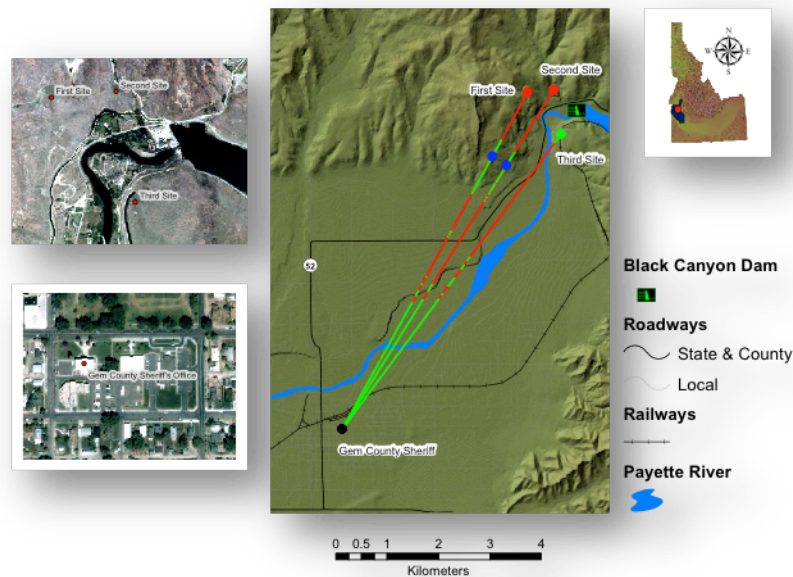 First Site
Second Site
Third Site
Gem County Sheriff's Office
First Site
Second Site
Third Site
52
Gem County Sheriff
N
W
E
S
Black Canyon Dam
Roadways
State & County
Local
Railways
Payette River
0 0.5 1 2 3 4
Kilometers